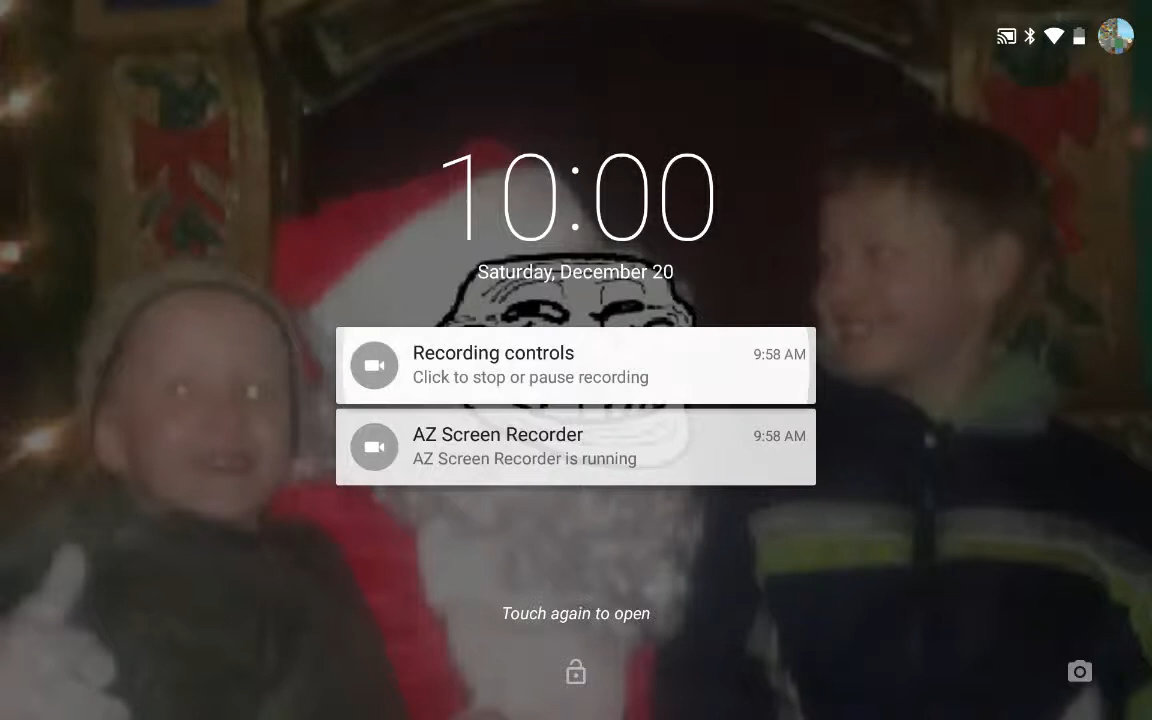 10:00
Saturday, December 20
Recording controls 9:58 AM
Click to stop or pause recording
AZ Screen Recorder 9:58 AM
AZ Screen Recorder is running
Touch again to open